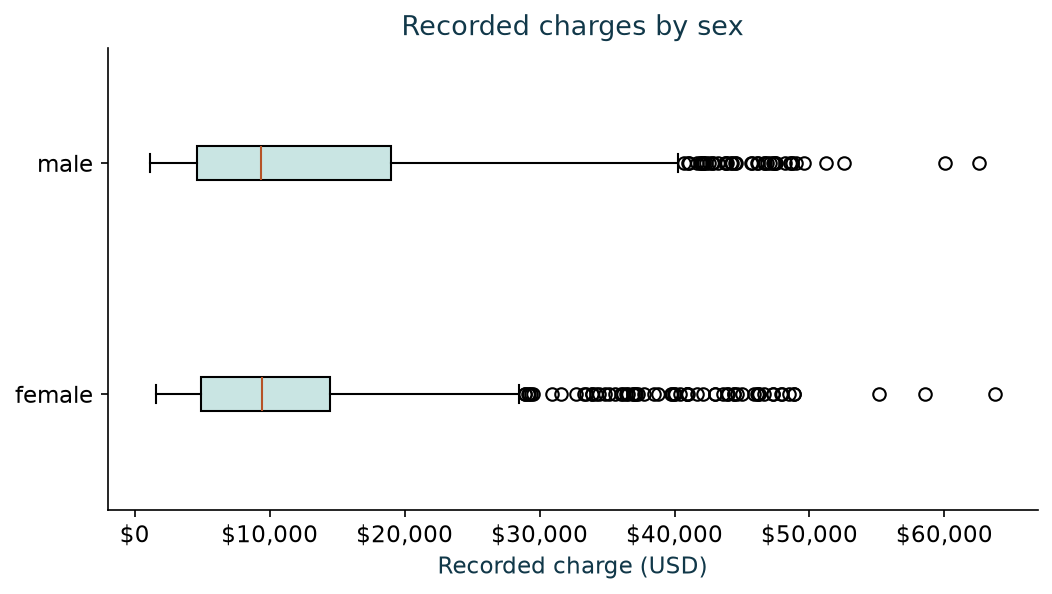 Recorded charges by sex
male
female
$0 $10,000 $20,000 $30,000 $40,000 $50,000 $60,000
Recorded charge (USD)